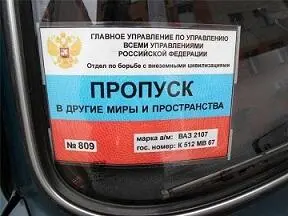 ГЛАВНОЕ УПРАВЛЕНИЕ ПО УПРАВЛЕНИЮ
ВСЕМИ УПРАВЛЕНИЯМИ
РОССИЙСКОЙ ФЕДЕРАЦИИ
Отдел по борьбе с внеземными цивилизациями
ПРОПУСК
В ДРУГИЕ МИРЫ И ПРОСТРАНСТВА
№ 809
марка а/м: ВАЗ 2107
гос. номер: К 512 МВ 67